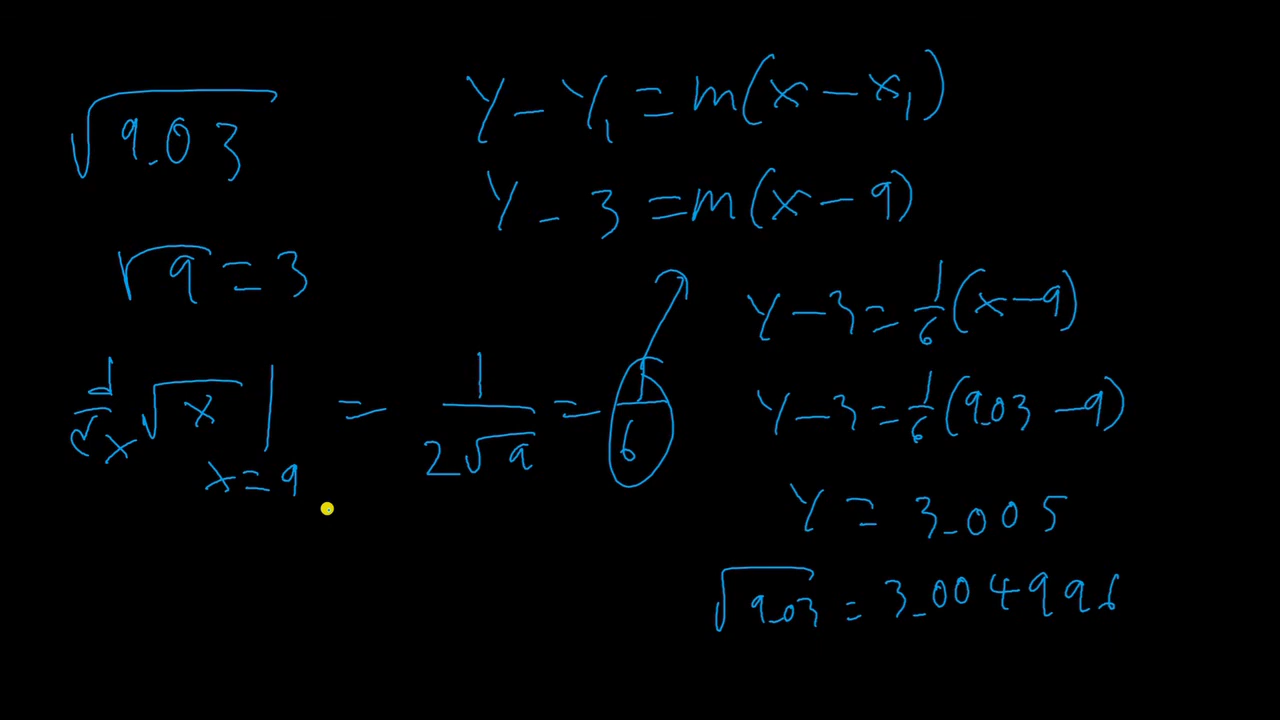 √9.03
√9 = 3
d/dx √x | x=9 = 1/(2√9) = 1/6
Y - Y₁ = m(x - x₁)
Y - 3 = m(x - 9)
Y - 3 = 1/6 (x - 9)
Y - 3 = 1/6 (9.03 - 9)
Y = 3.005
√9.03 = 3.004996